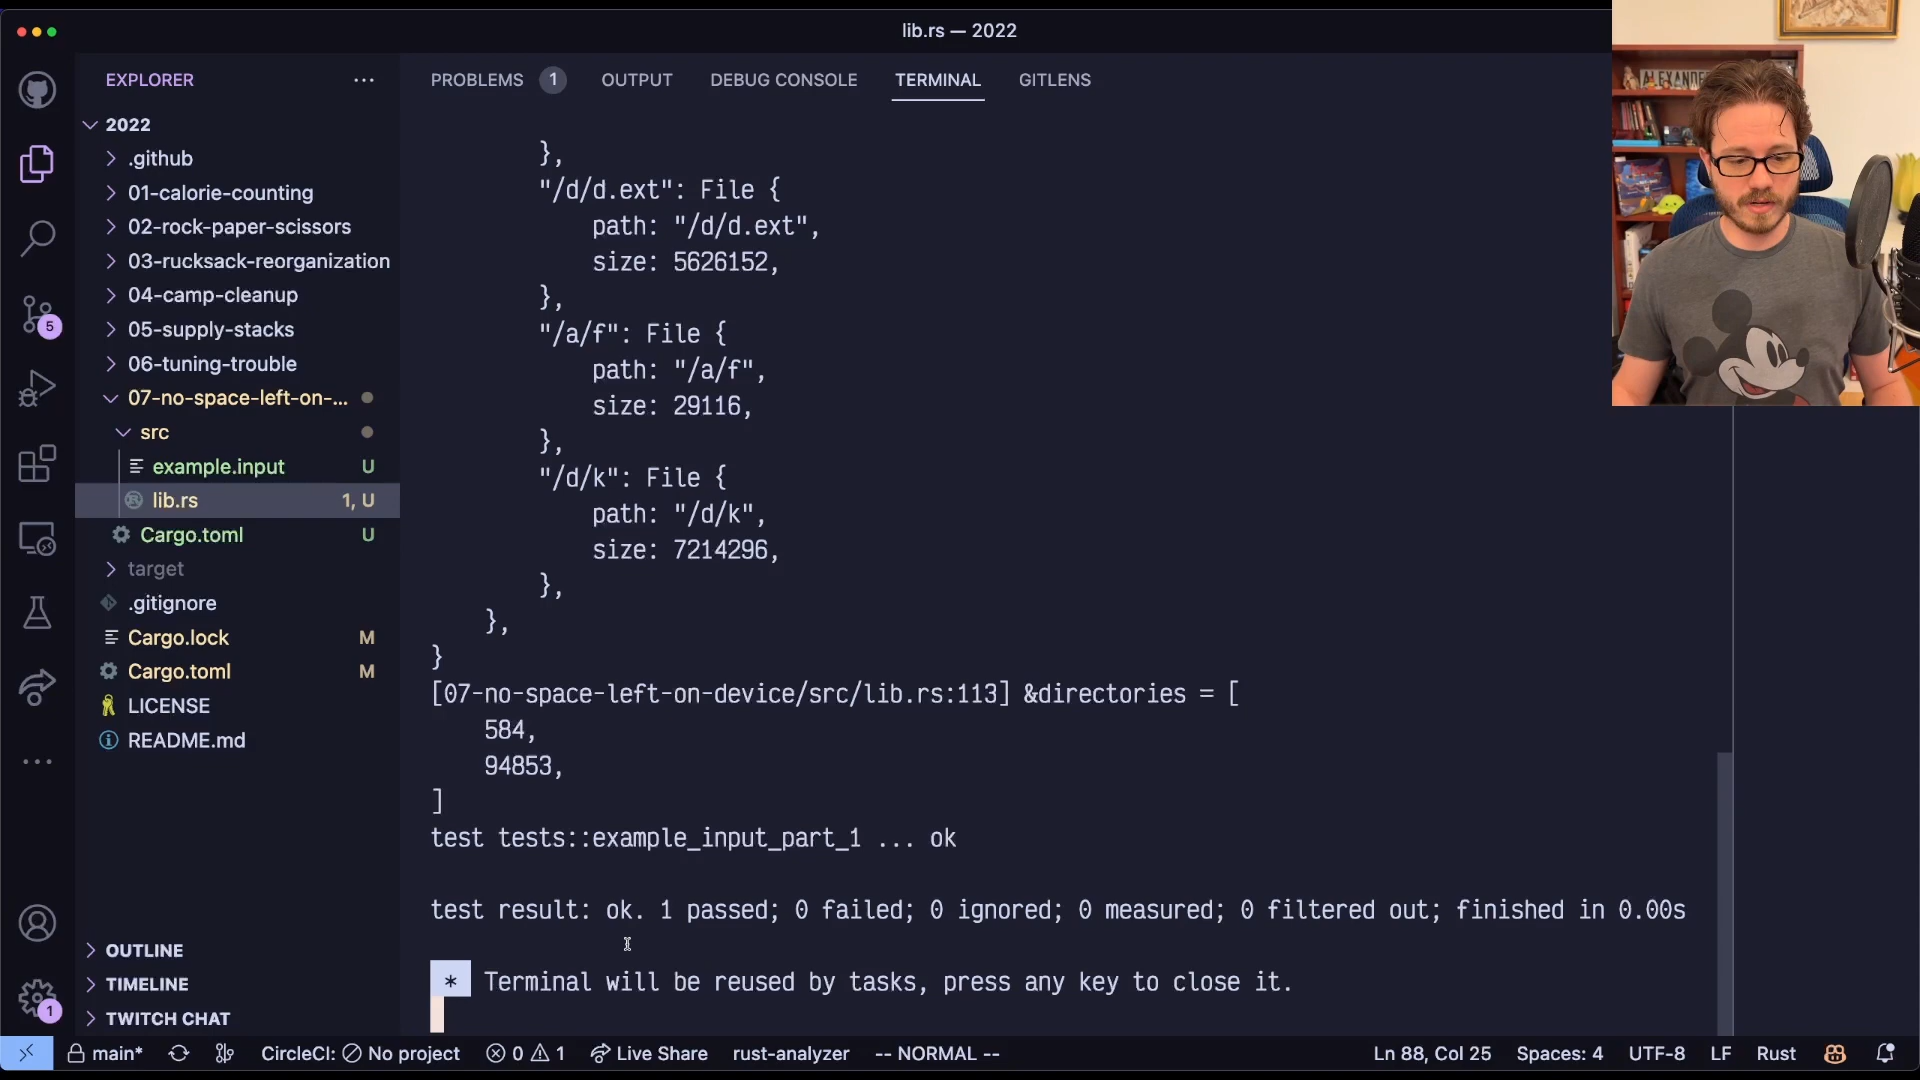 lib.rs — 2022
EXPLORER
2022
.github
01-calorie-counting
02-rock-paper-scissors
03-rucksack-reorganization
04-camp-cleanup
05-supply-stacks
06-tuning-trouble
07-no-space-left-on-...
src
example.input U
lib.rs 1, U
Cargo.toml U
target
.gitignore
Cargo.lock M
Cargo.toml M
LICENSE
README.md
OUTLINE
TIMELINE
TWITCH CHAT
5
1
PROBLEMS 1 OUTPUT DEBUG CONSOLE TERMINAL GITLENS
},
"/d/d.ext": File {
path: "/d/d.ext",
size: 5626152,
},
"/a/f": File {
path: "/a/f",
size: 29116,
},
"/d/k": File {
path: "/d/k",
size: 7214296,
},
},
}
[07-no-space-left-on-device/src/lib.rs:113] &directories = [
584,
94853,
]
test tests::example_input_part_1 ... ok
test result: ok. 1 passed; 0 failed; 0 ignored; 0 measured; 0 filtered out; finished in 0.00s
* Terminal will be reused by tasks, press any key to close it.
main* CircleCI: No project 0 1 Live Share rust-analyzer -- NORMAL -- Ln 88, Col 25 Spaces: 4 UTF-8 LF Rust